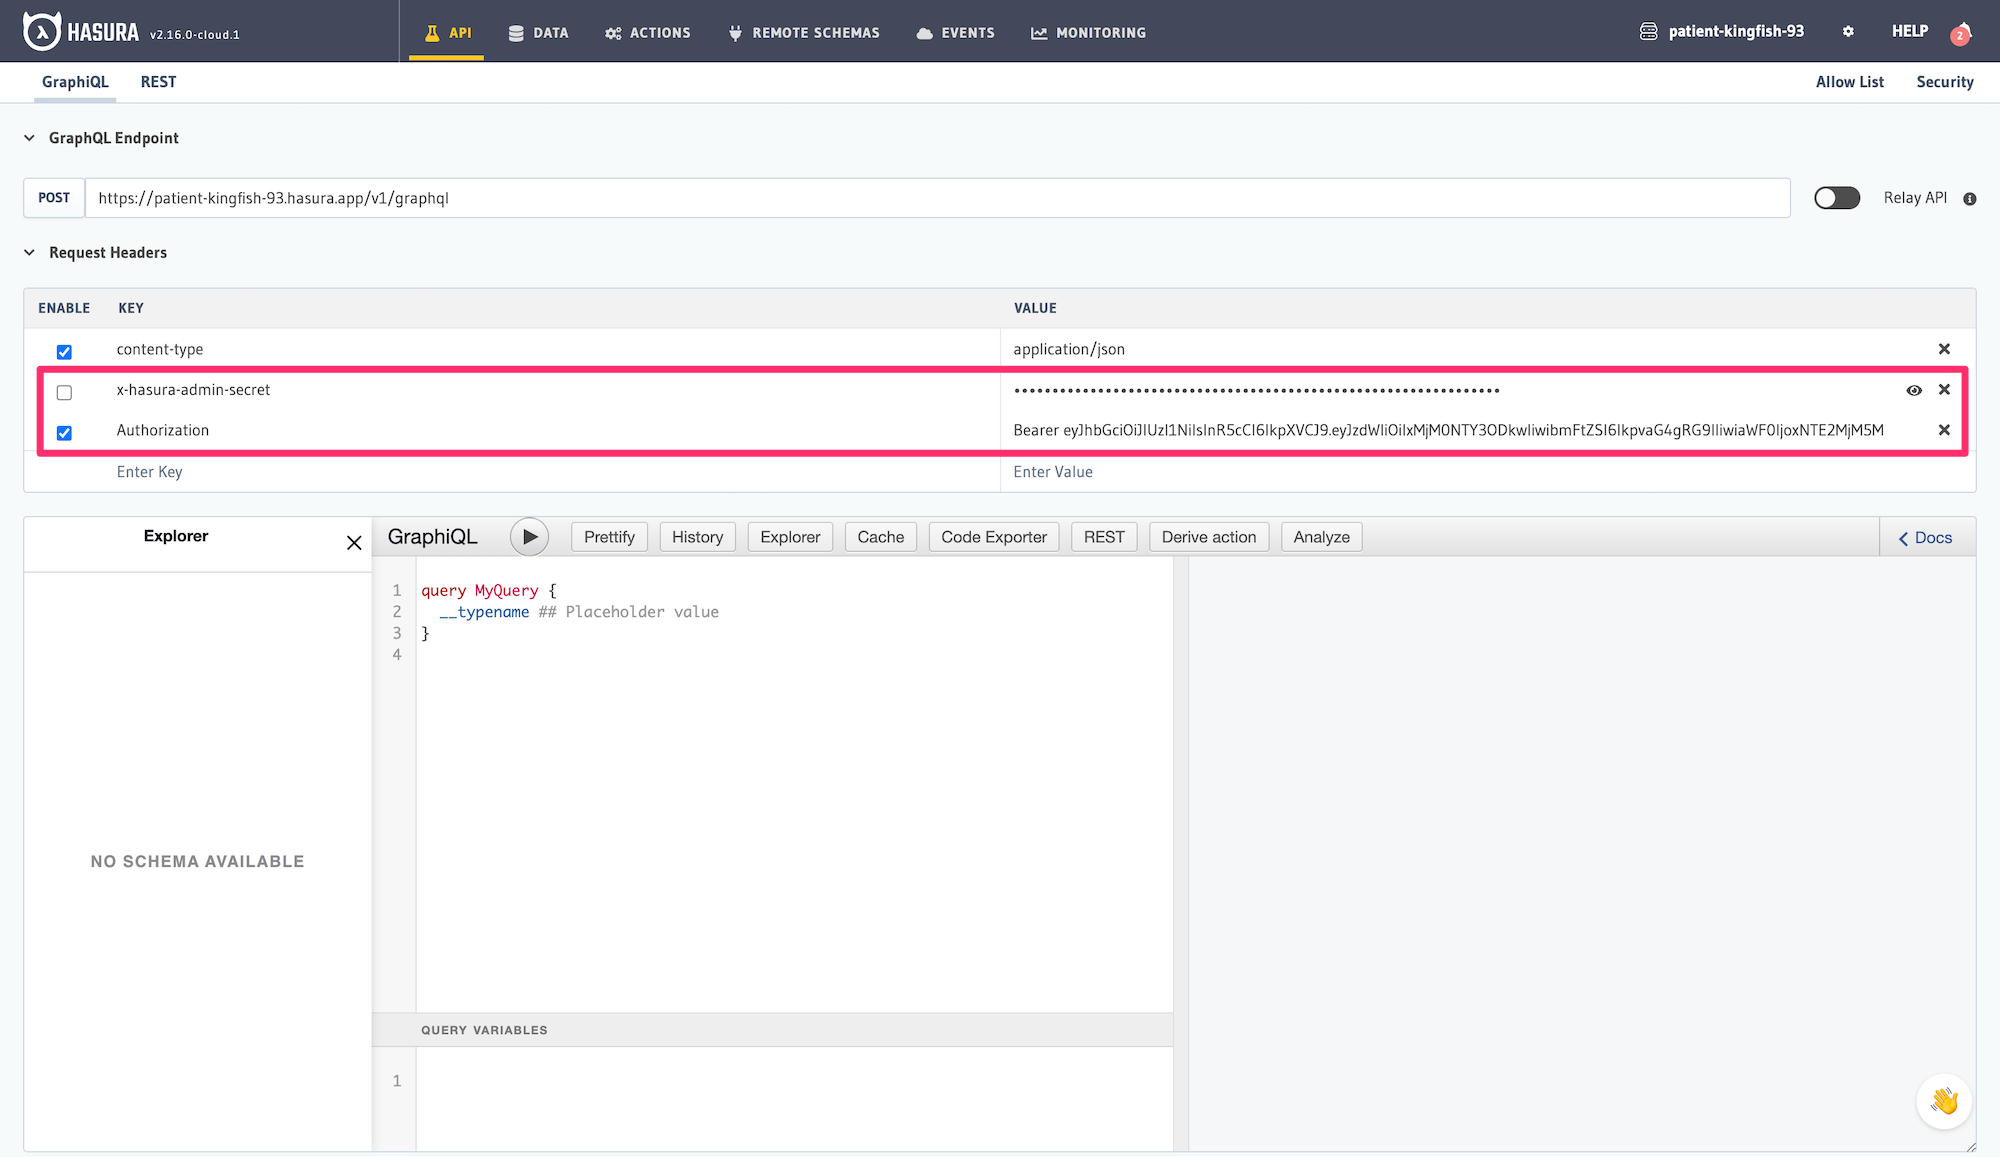 HASURA v2.16.0-cloud.1 API DATA ACTIONS REMOTE SCHEMAS EVENTS MONITORING patient-kingfish-93 HELP 2
GraphiQL REST Allow List Security
GraphQL Endpoint
POST https://patient-kingfish-93.hasura.app/v1/graphql Relay API
Request Headers
ENABLE KEY VALUE
content-type application/json
x-hasura-admin-secret ••••••••••••••••••••••••••••••••••••••••••••••••••••••••••••••••
Authorization Bearer eyJhbGciOiJIUzI1NiIsInR5cCI6IkpXVCJ9.eyJzdWIiOiIxMjM0NTY3ODkwIiwibmFtZSI6IkpvaG4gRG9lIiwiaWF0IjoxNTE2MjM5M
Enter Key Enter Value
Explorer GraphiQL Prettify History Explorer Cache Code Exporter REST Derive action Analyze Docs
1 query MyQuery {
2 __typename ## Placeholder value
3 }
4
NO SCHEMA AVAILABLE
QUERY VARIABLES
1